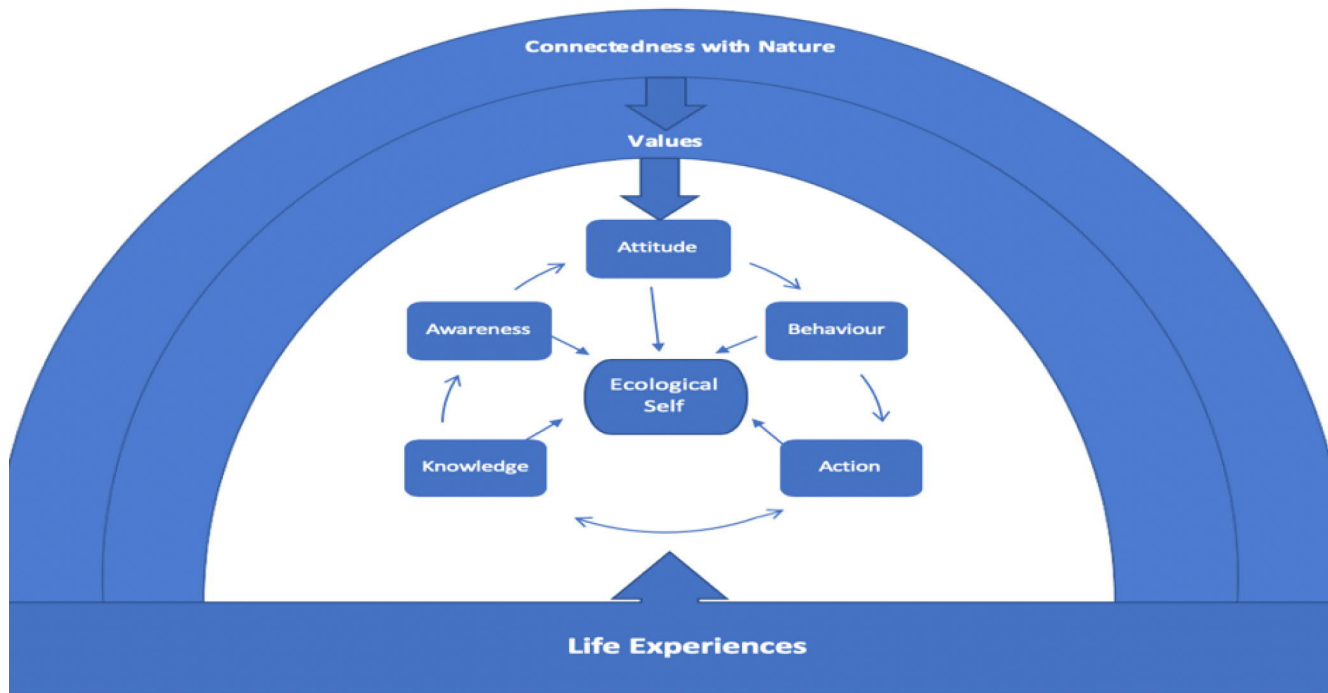 Connectedness with Nature
Values
Attitude
Awareness
Behaviour
Ecological
Self
Knowledge
Action
Life Experiences